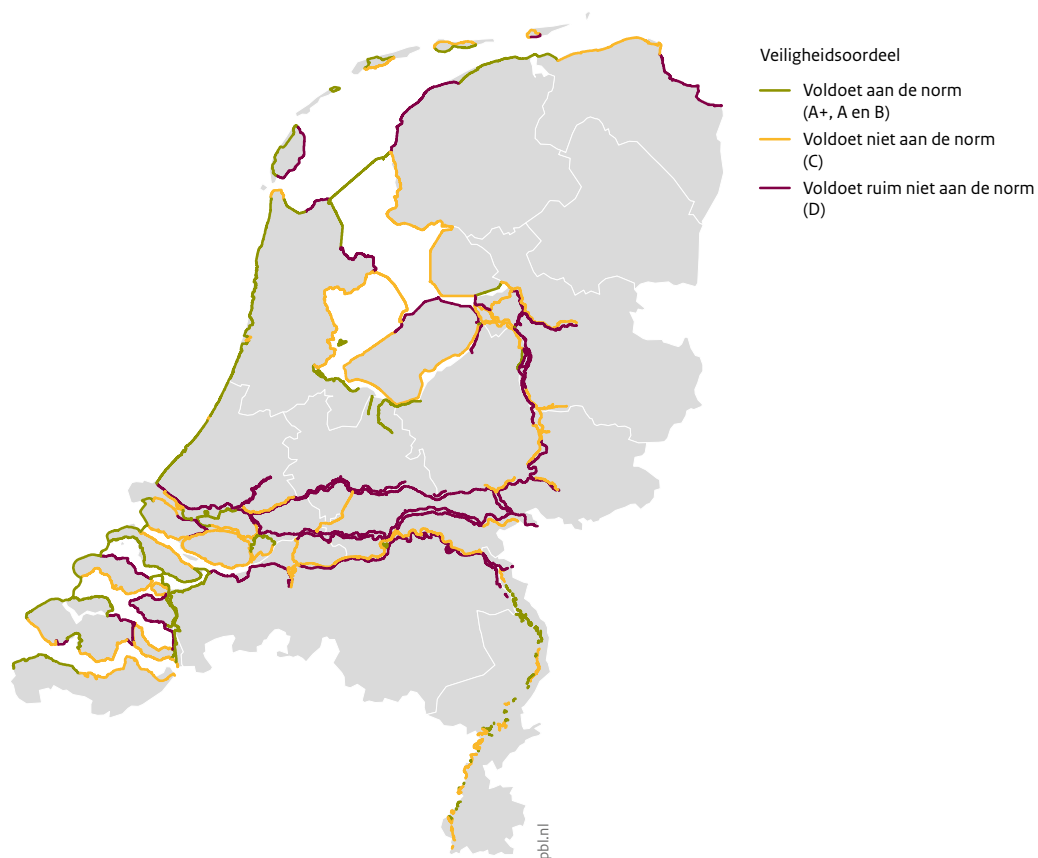 Veiligheidsoordeel
Voldoet aan de norm
(A+, A en B)
Voldoet niet aan de norm
(C)
Voldoet ruim niet aan de norm
(D)
pbl.nl